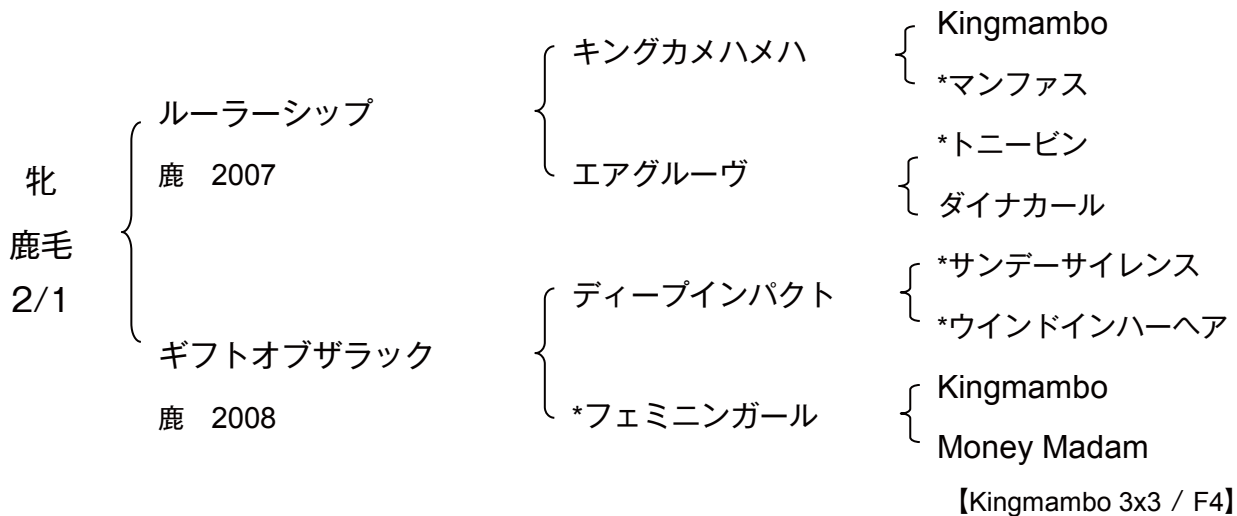 牝
鹿毛
2/1
ルーラーシップ
鹿 2007
ギフトオブザラック
鹿 2008
キングカメハメハ
エアグルーヴ
ディープインパクト
*フェミニンガール
Kingmambo
*マンファス
*トニービン
ダイナカール
*サンデーサイレンス
*ウインドインハーヘア
Kingmambo
Money Madam
【Kingmambo 3x3 / F4】